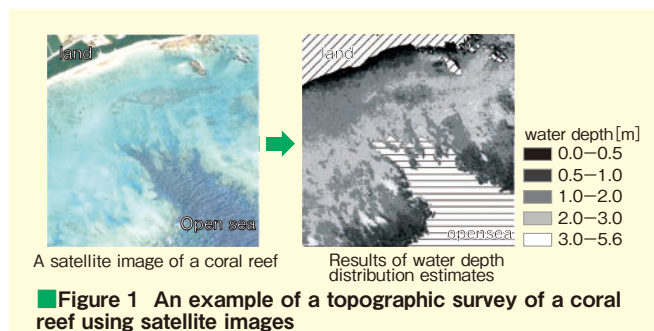 land
Open sea
A satellite image of a coral reef
land
opensea
Results of water depth
distribution estimates
water depth[m]
0.0−0.5
0.5−1.0
1.0−2.0
2.0−3.0
3.0−5.6
■Figure 1 An example of a topographic survey of a coral
reef using satellite images